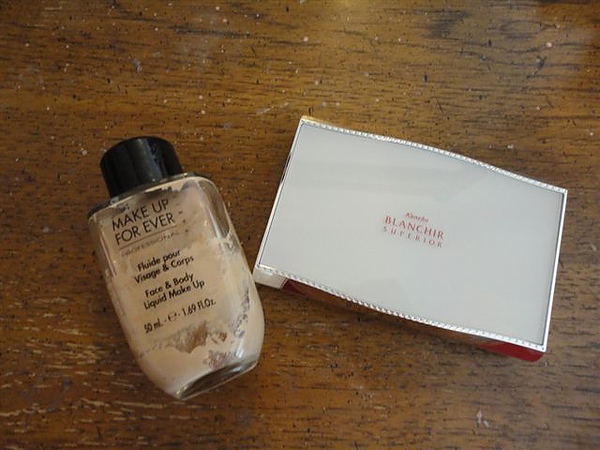 MAKE UP
FOR EVER
PROFESSIONAL
Fluide pour
Visage & Corps
Face & Body
Liquid Make Up
50 mL - e - 1.69 Fl.Oz.
Kanebo
BLANCHIR
SUPERIOR